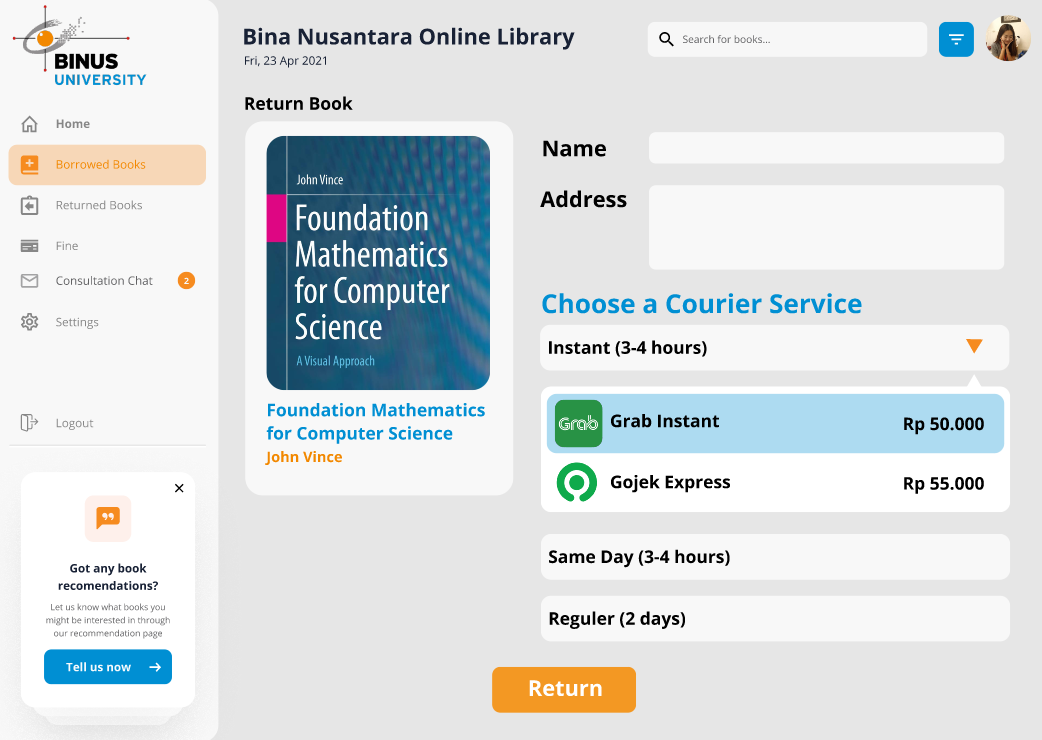 BINUS
UNIVERSITY
Home
Borrowed Books
Returned Books
Fine
Consultation Chat 2
Settings
Logout
Got any book
recomendations?
Let us know what books you
might be interested in through
our recommendation page
Tell us now
Bina Nusantara Online Library
Fri, 23 Apr 2021
Search for books...
Return Book
John Vince
Foundation
Mathematics
for Computer
Science
A Visual Approach
Foundation Mathematics
for Computer Science
John Vince
Name
Address
Choose a Courier Service
Instant (3-4 hours)
Grab Grab Instant Rp 50.000
Gojek Express Rp 55.000
Same Day (3-4 hours)
Reguler (2 days)
Return